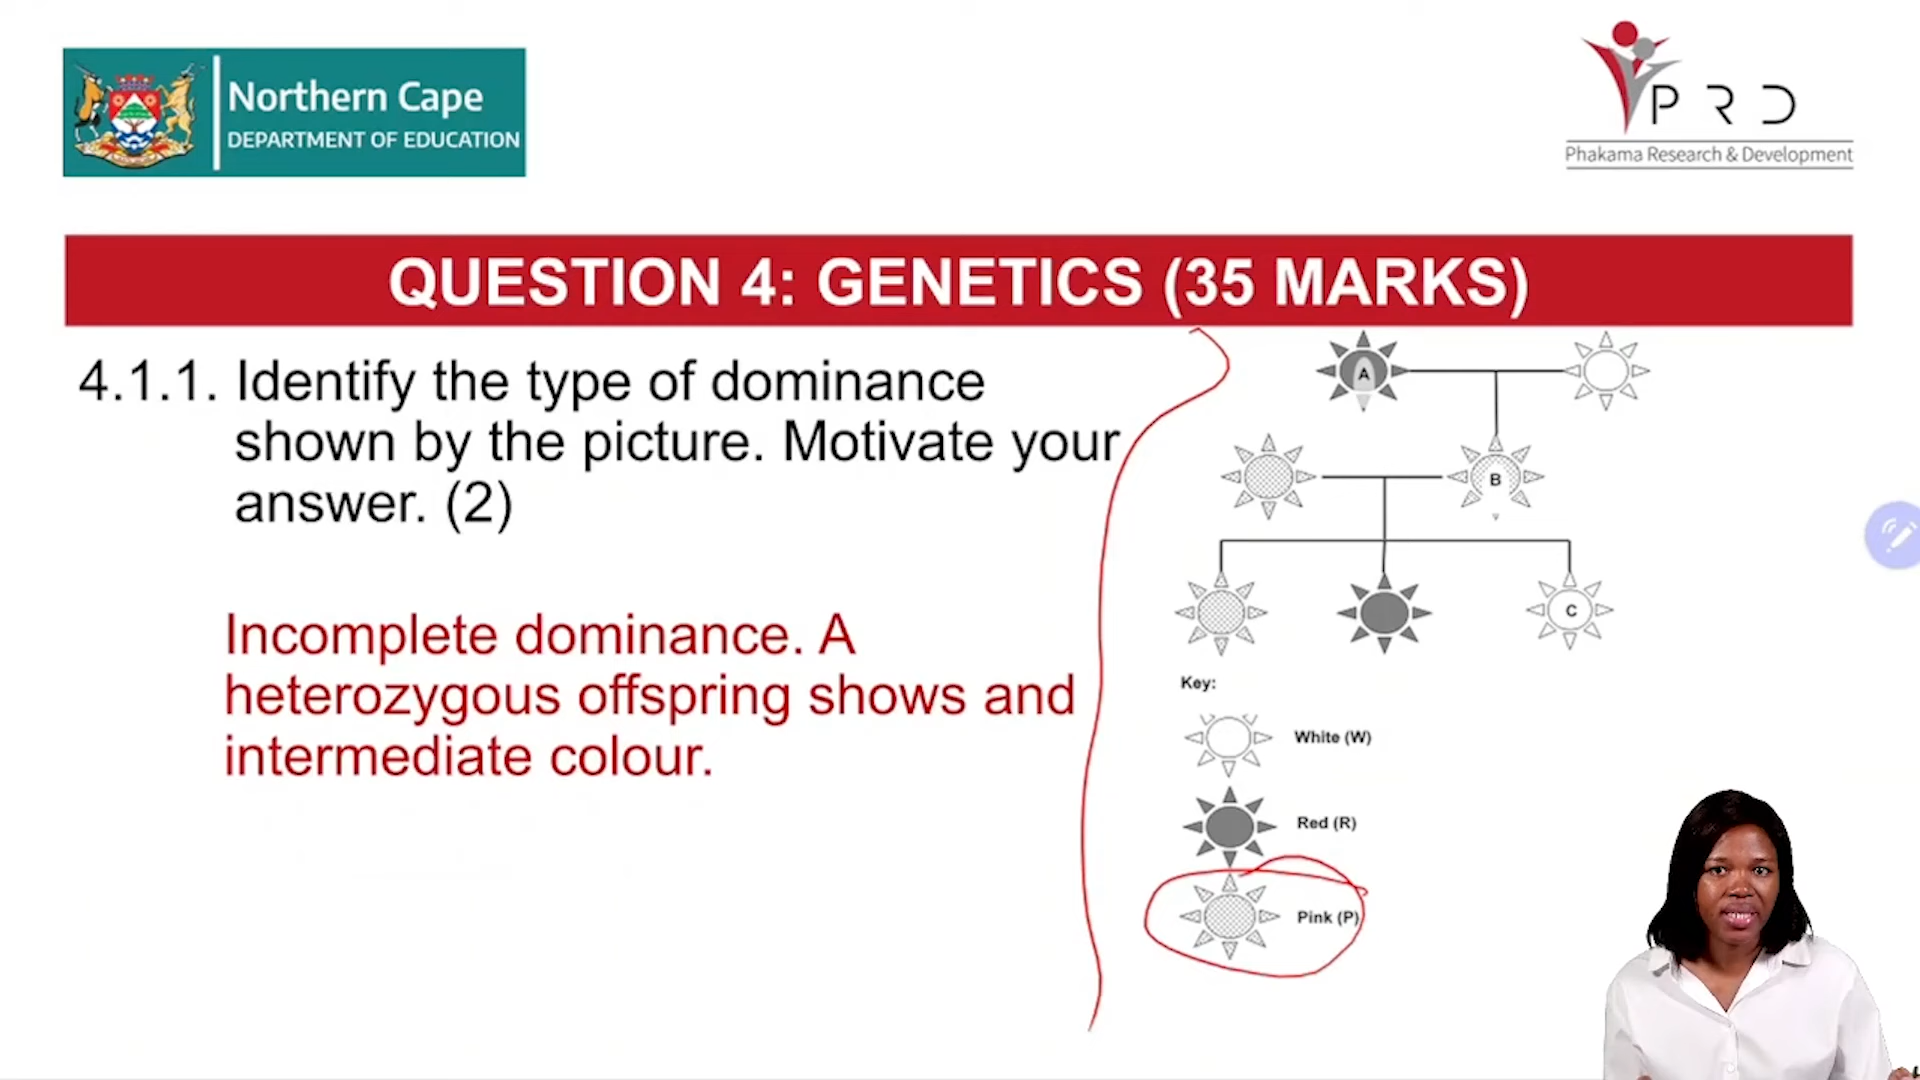 Northern Cape
DEPARTMENT OF EDUCATION
PRD
Phakama Research & Development
QUESTION 4: GENETICS (35 MARKS)
4.1.1. Identify the type of dominance
shown by the picture. Motivate your
answer. (2)
Incomplete dominance. A
heterozygous offspring shows and
intermediate colour.
A
B
C
Key:
White (W)
Red (R)
Pink (P)